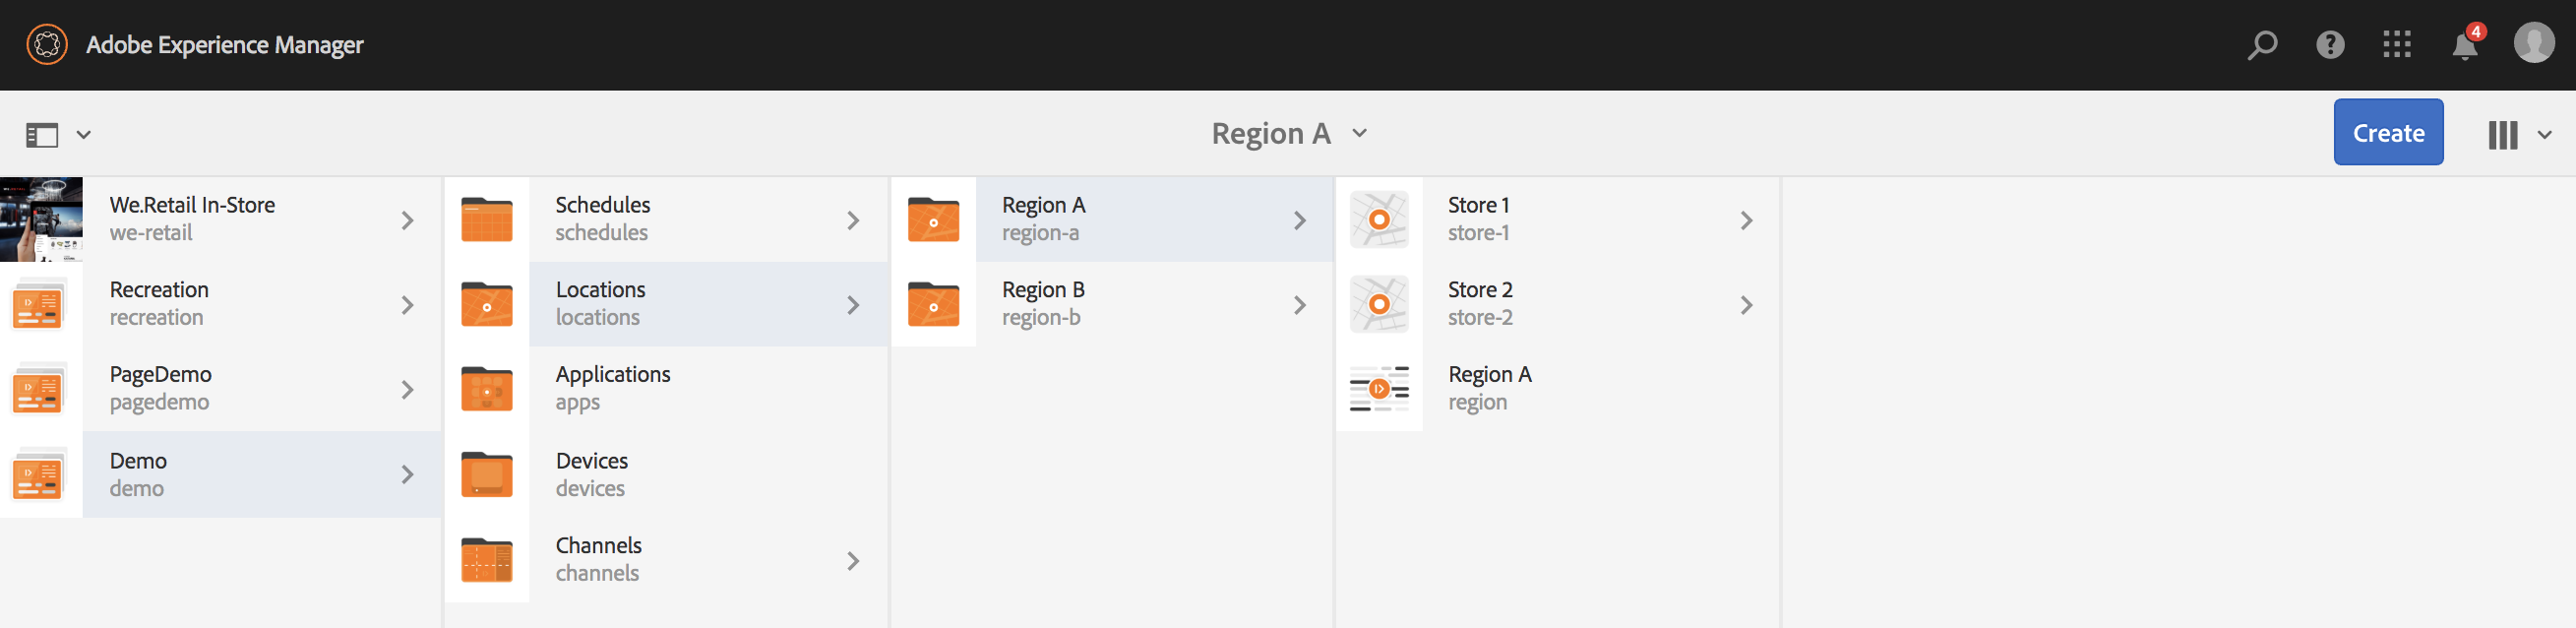 Adobe Experience Manager
4
Region A
Create
We.Retail In-Store
we-retail
Recreation
recreation
PageDemo
pagedemo
Demo
demo
Schedules
schedules
Locations
locations
Applications
apps
Devices
devices
Channels
channels
Region A
region-a
Region B
region-b
Store 1
store-1
Store 2
store-2
Region A
region